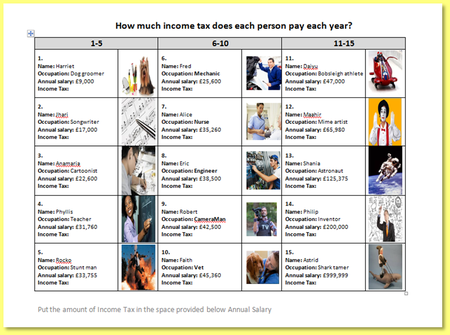 How much income tax does each person pay each year?
1-5
6-10
11-15
1.
Name: Harriet
Occupation: Dog groomer
Annual salary: £9,000
Income Tax:
6.
Name: Fred
Occupation: Mechanic
Annual salary: £25,600
Income Tax:
11.
Name: Daiyu
Occupation: Bobsleigh athlete
Annual salary: £47,000
Income Tax:
2.
Name: Jhari
Occupation: Songwriter
Annual salary: £17,000
Income Tax:
7.
Name: Alice
Occupation: Nurse
Annual salary: £35,260
Income Tax:
12.
Name: Maahir
Occupation: Mime artist
Annual salary: £65,980
Income Tax:
3.
Name: Anamaria
Occupation: Cartoonist
Annual salary: £22,600
Income Tax:
8.
Name: Eric
Occupation: Engineer
Annual salary: £38,500
Income Tax:
13.
Name: Shania
Occupation: Astronaut
Annual salary: £125,375
Income Tax:
4.
Name: Phyllis
Occupation: Teacher
Annual salary: £31,760
Income Tax:
9.
Name: Robert
Occupation: CameraMan
Annual salary: £42,500
Income Tax:
14.
Name: Philip
Occupation: Inventor
Annual salary: £200,000
Income Tax:
5.
Name: Rocko
Occupation: Stunt man
Annual salary: £33,755
Income Tax:
10.
Name: Faith
Occupation: Vet
Annual salary: £45,360
Income Tax:
15.
Name: Astrid
Occupation: Shark tamer
Annual salary: £999,999
Income Tax:
Put the amount of Income Tax in the space provided below Annual Salary